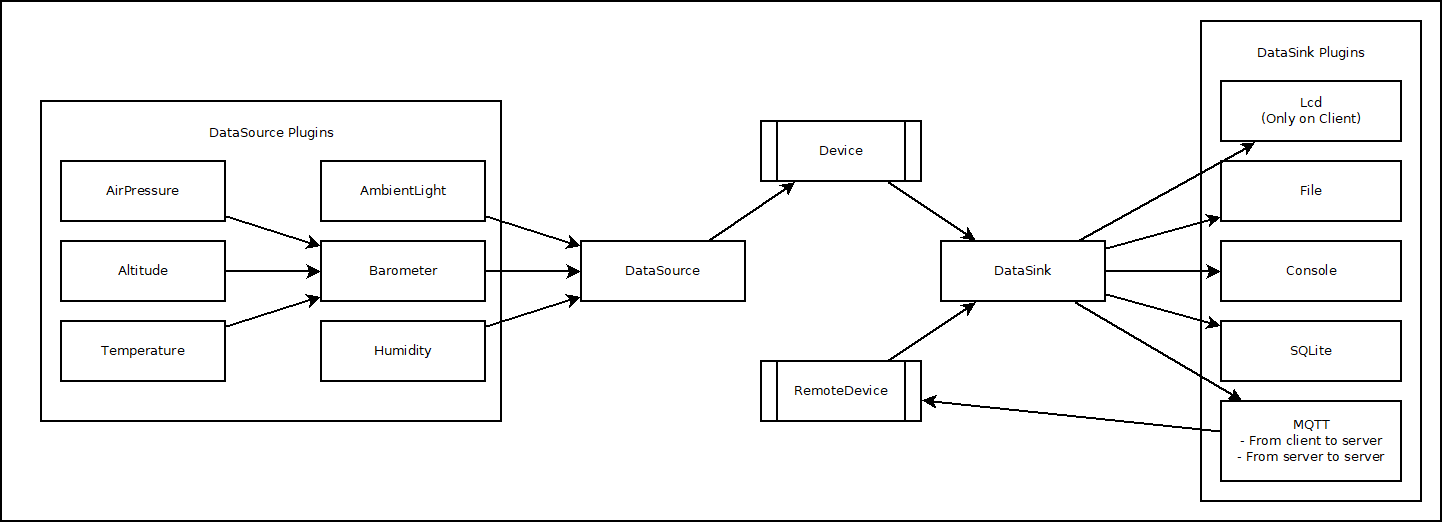 DataSource Plugins
AirPressure
AmbientLight
Altitude
Barometer
Temperature
Humidity
DataSource
Device
RemoteDevice
DataSink
DataSink Plugins
Lcd
(Only on Client)
File
Console
SQLite
MQTT
- From client to server
- From server to server